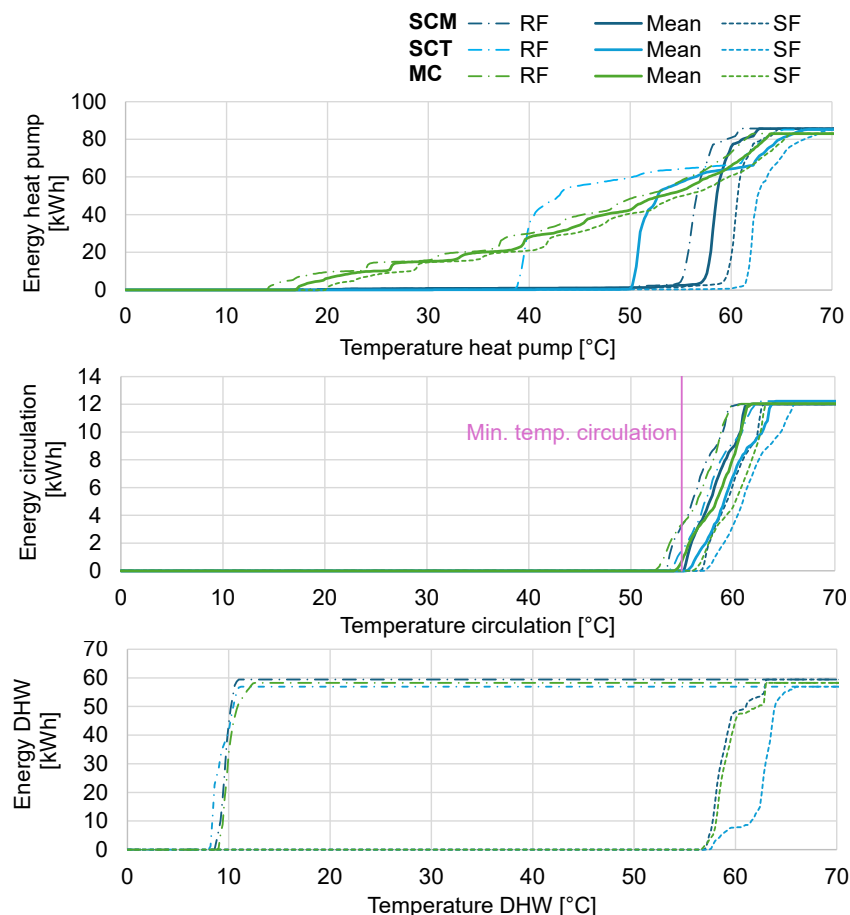 SCM RF Mean SF
SCT RF Mean SF
MC RF Mean SF
Energy heat pump
[kWh]
100
80
60
40
20
0
0 10 20 30 40 50 60 70
Temperature heat pump [°C]
Energy circulation
[kWh]
14
12
10
8
6
4
2
0
Min. temp. circulation
0 10 20 30 40 50 60 70
Temperature circulation [°C]
Energy DHW
[kWh]
70
60
50
40
30
20
10
0
0 10 20 30 40 50 60 70
Temperature DHW [°C]